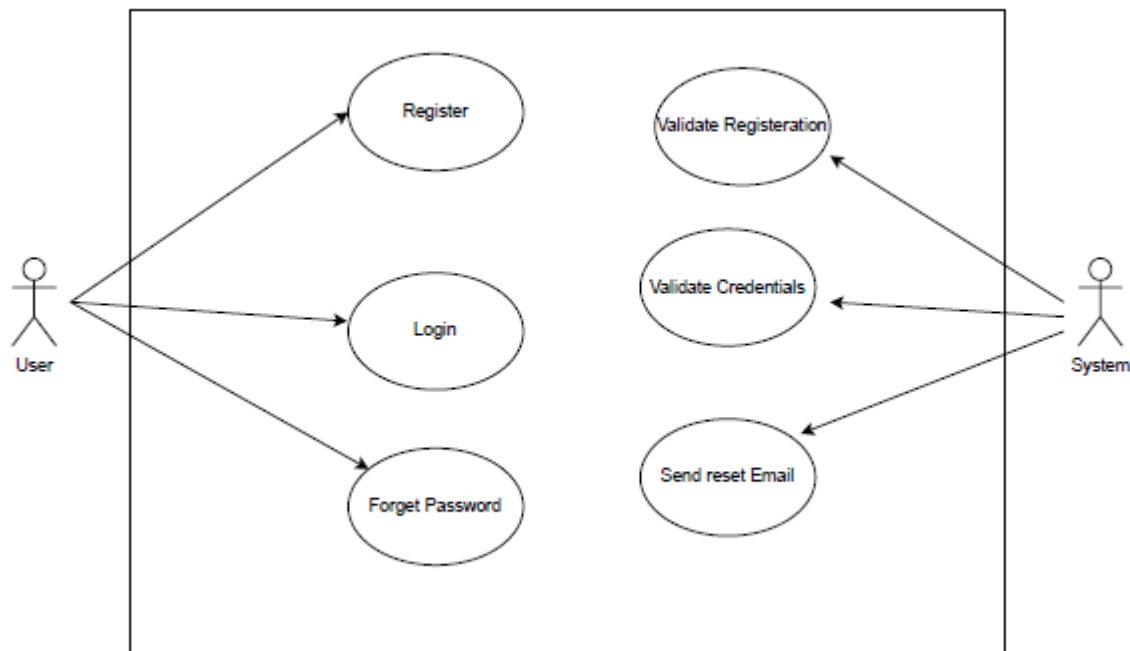 Register
Validate Registeration
Validate Credentials
Login
User
System
Send reset Email
Forget Password